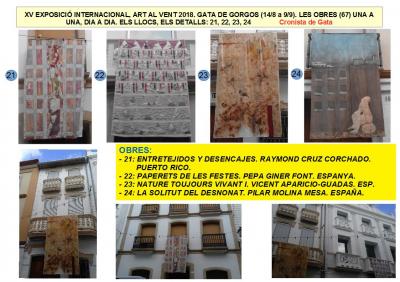 XV EXPOSICIÓ INTERNACIONAL, ART AL VENT 2018. GATA DE GORGOS (14/8 a 9/9). LES OBRES (67) UNA A
UNA, DIA A DIA. ELS LLOCS, ELS DETALLS: 21, 22, 23, 24 Cronista de Gata
21
22
23
24
OBRES:
- 21: ENTRETEJIDOS Y DESENCAJES. RAYMOND CRUZ CORCHADO.
PUERTO RICO.
- 22: PAPERETS DE LES FESTES. PEPA GINER FONT. ESPANYA.
- 23: NATURE TOUJOURS VIVANT I. VICENT APARICIO-GUADAS. ESP.
- 24: LA SOLITUT DEL DESNONAT. PILAR MOLINA MESA. ESPAÑA.